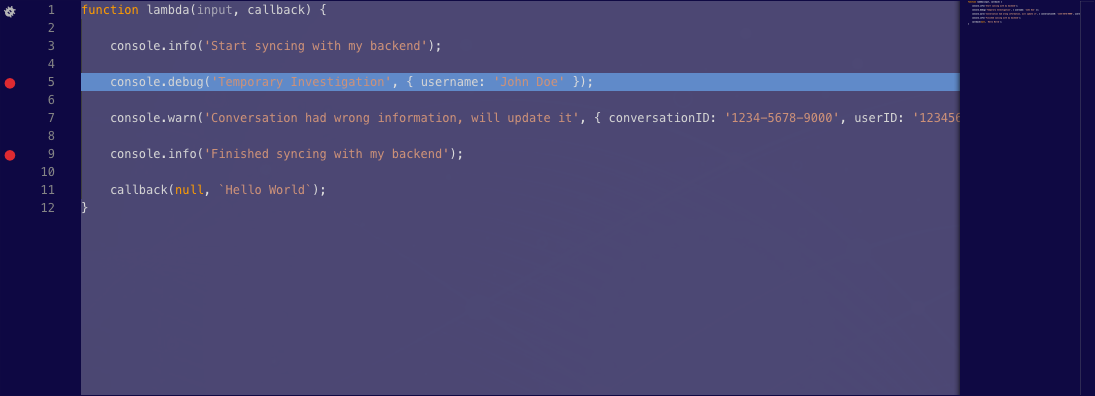 1 function lambda(input, callback) {
2
3 console.info('Start syncing with my backend');
4
5 console.debug('Temporary Investigation', { username: 'John Doe' });
6
7 console.warn('Conversation had wrong information, will update it', { conversationID: '1234-5678-9000', userID: '123456
8
9 console.info('Finished syncing with my backend');
10
11 callback(null, `Hello World`);
12 }